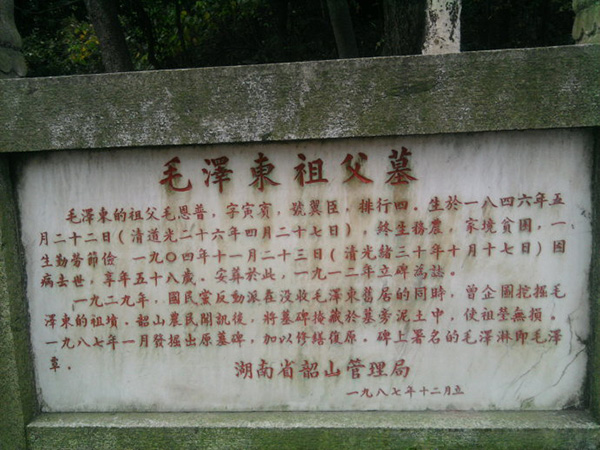 毛澤東祖父墓
毛澤東的祖父毛恩普，字寅賓，號翼臣，排行四。生於一八四六年五
月二十二日（清道光二十六年四月二十七日），終生務農，家境貧困，一
生勤勞節儉 一九〇四年十一月二十三日（清光緒三十年十月十七日）因
病去世，享年五十八歲。安葬於此，一九一二年立碑爲誌。
一九二九年，國民黨反動派在没收毛澤東舊居的同時，曾企圖挖掘毛
澤東的祖墳。韶山農民聞訊後，將墓碑掩藏於墓旁泥土中，使祖塋無損。
一九八七年一月發掘出原墓碑，加以修繕復原。碑上署名的毛澤淋即毛澤
覃。
湖南省韶山管理局
一九八七年十二月立